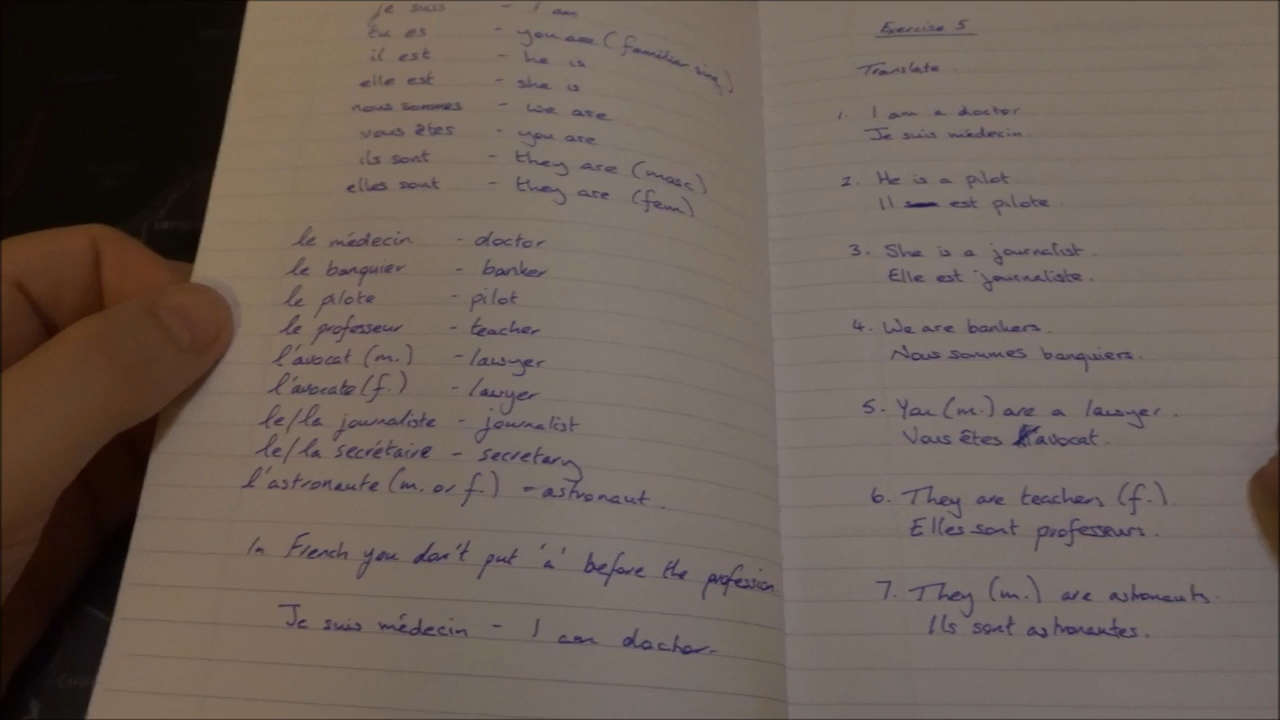 je suis - I am
tu es - you are (familiar sing)
il est - he is
elle est - she is
nous sommes - we are
vous êtes - you are
ils sont - they are (masc)
elles sont - they are (fem)
le médecin - doctor
le banquier - banker
le pilote - pilot
le professeur - teacher
l'avocat (m.) - lawyer
l'avocate (f.) - lawyer
le/la journaliste - journalist
le/la secrétaire - secretary
l'astronaute (m. or f.) - astronaut.
In French you don't put 'a' before the profession.
Je suis médecin - I am doctor.
Exercise 5
Translate.
1. I am a doctor
Je suis médecin.
2. He is a pilot.
Il est pilote.
3. She is a journalist.
Elle est journaliste.
4. We are bankers.
Nous sommes banquiers.
5. You (m.) are a lawyer.
Vous êtes avocat.
6. They are teachers (f.).
Elles sont professeurs.
7. They (m.) are astronauts.
Ils sont astronautes.